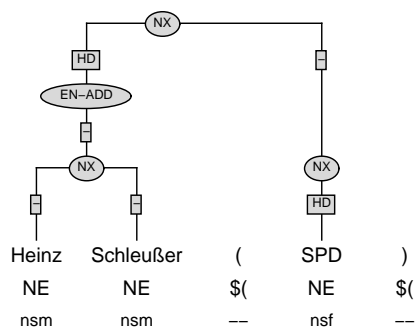 NX
HD –
EN–ADD
–
NX NX
– – HD
Heinz Schleußer ( SPD )
NE NE $( NE $(
nsm nsm –– nsf ––